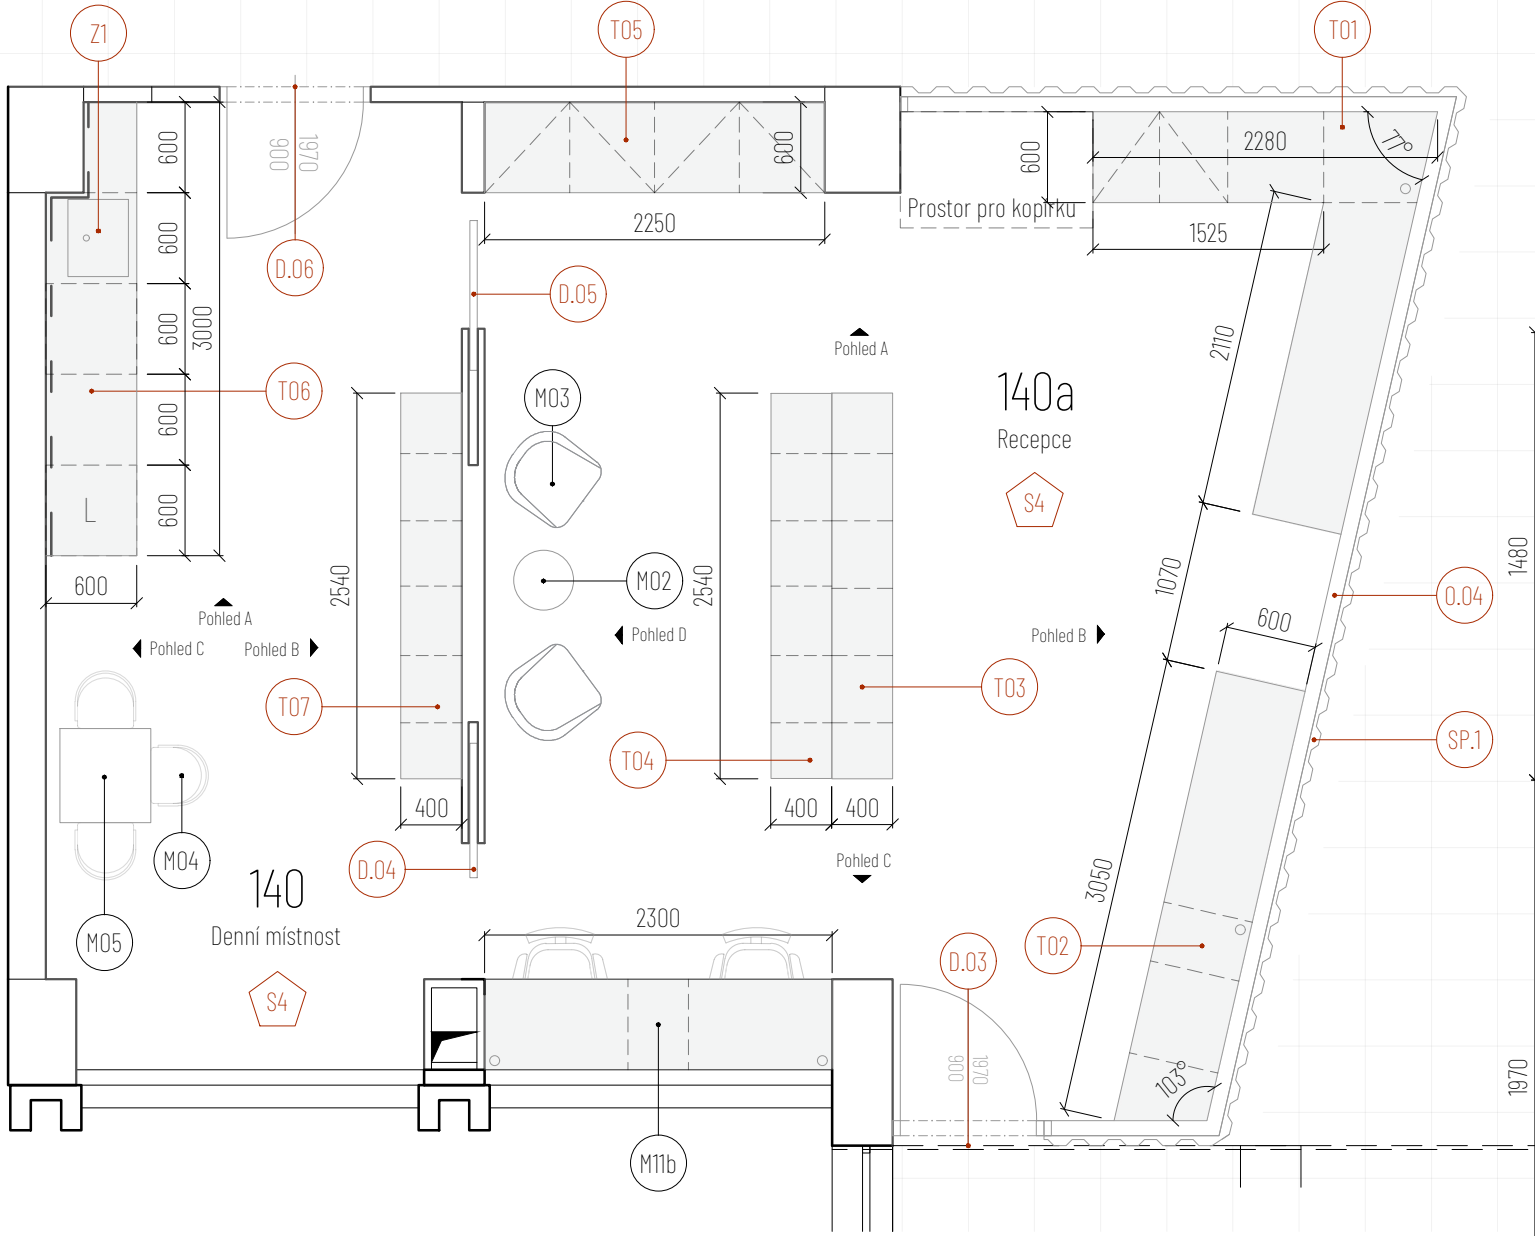 Z1
T05
T01
600
1970
900
600
2280
77°
600
Prostor pro kopírku
600
2250
1525
D.06
D.05
600
3000
2110
Pohled A
T06
M03
140a
Recepce
600
S4
L
600
1480
600
2540
M02
2540
1070
O.04
Pohled A
600
Pohled C
Pohled B
Pohled D
Pohled B
T07
T03
T04
SP.1
400
400
400
M04
D.04
Pohled C
3050
140
Denní místnost
2300
M05
T02
D.03
S4
1970
900
103°
1970
M11b